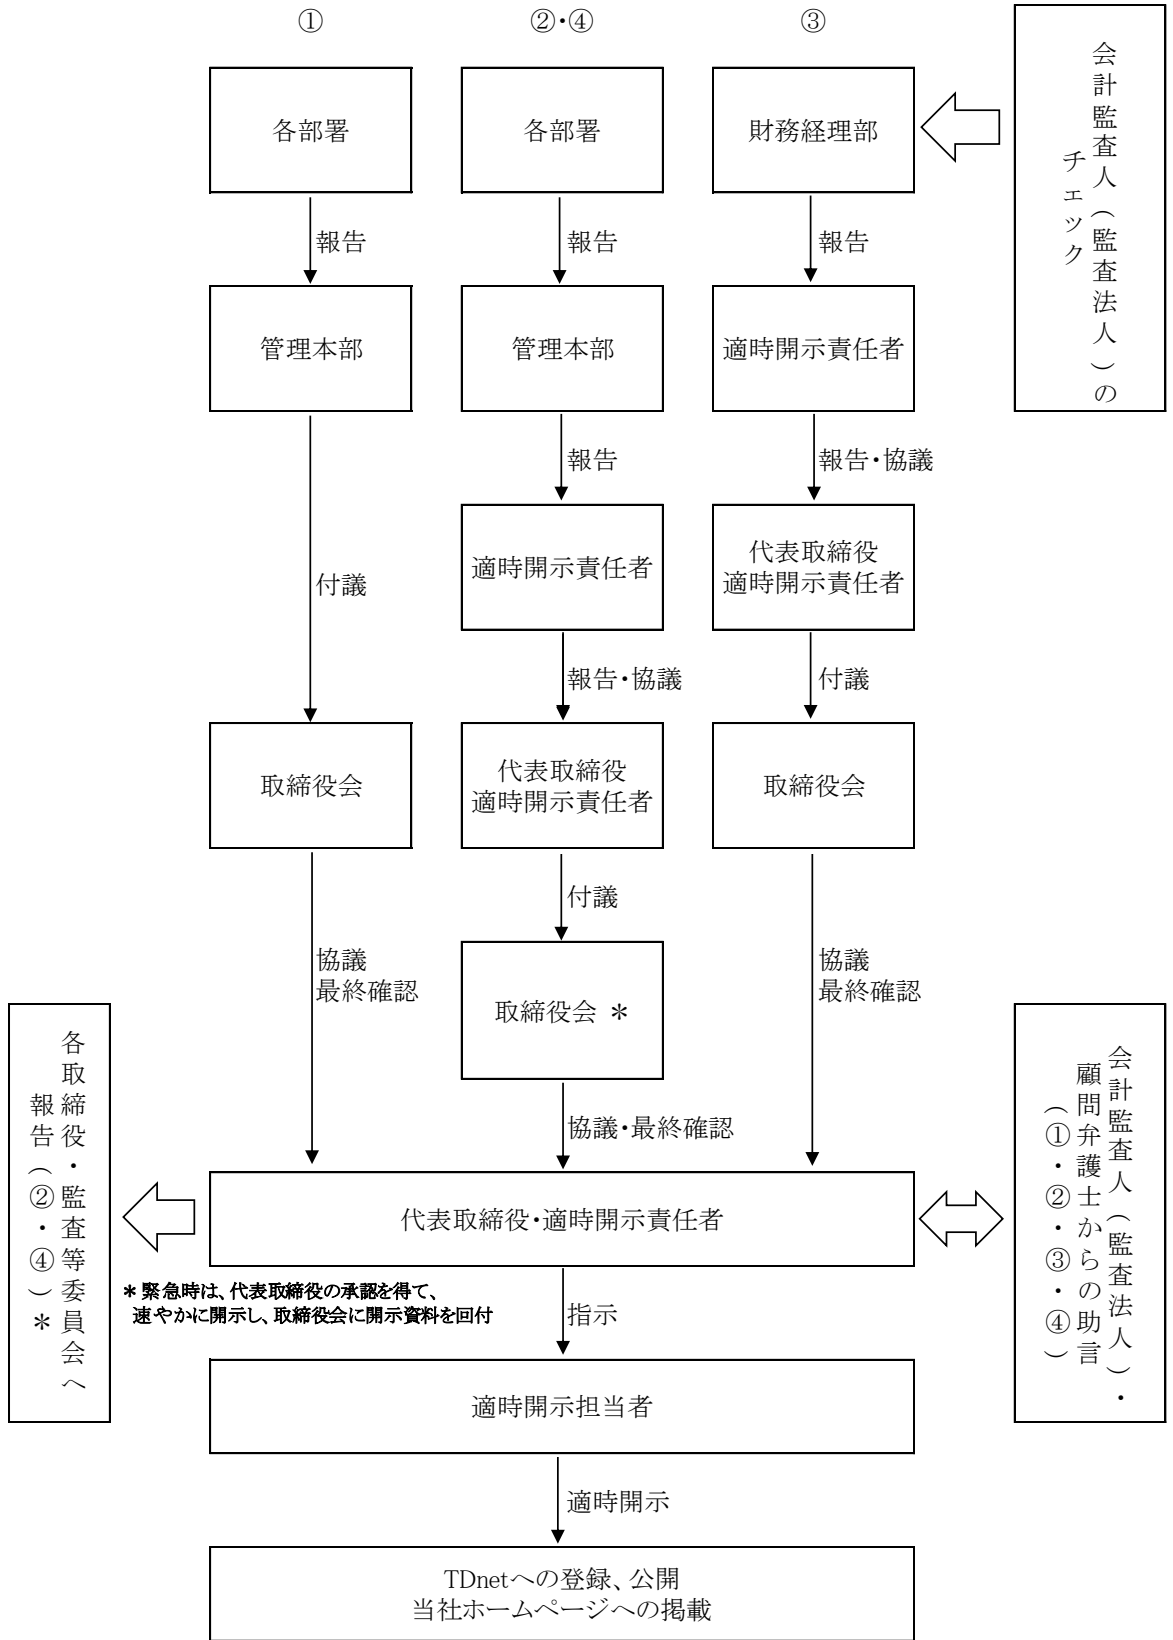 ①
②・④
③
各部署
各部署
財務経理部
会計監査人（監査法人）の
チェック
報告
報告
報告
管理本部
管理本部
適時開示責任者
付議
報告
報告・協議
適時開示責任者
代表取締役
適時開示責任者
報告・協議
付議
取締役会
代表取締役
適時開示責任者
取締役会
付議
協議
最終確認
取締役会 ＊
協議
最終確認
協議・最終確認
各取締役・監査等委員会へ
報告（②・④）＊
代表取締役・適時開示責任者
会計監査人（監査法人）・
顧問弁護士からの助言
（①・②・③・④）
＊緊急時は、代表取締役の承認を得て、
速やかに開示し、取締役会に開示資料を回付
指示
適時開示担当者
適時開示
TDnetへの登録、公開
当社ホームページへの掲載